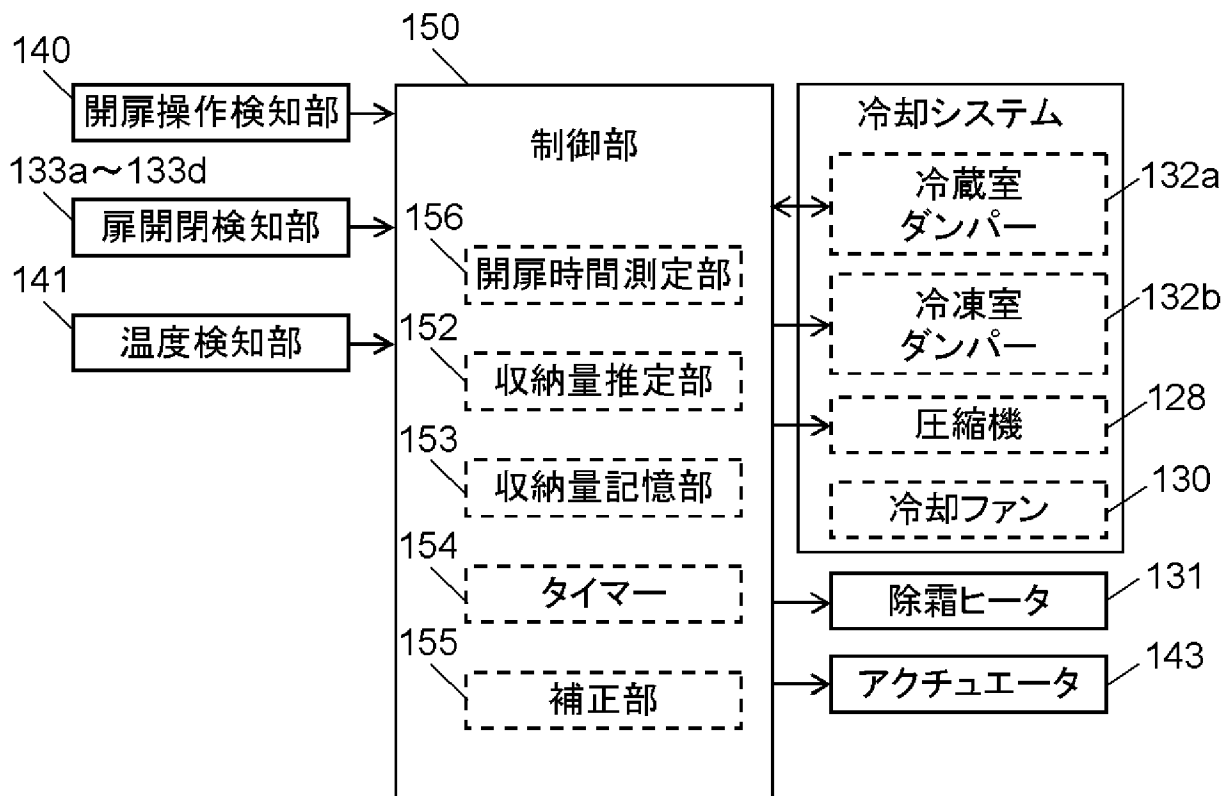 140
開扉操作検知部
133a～133d
扉開閉検知部
141
温度検知部
150
制御部
156
開扉時間測定部
152
収納量推定部
153
収納量記憶部
154
タイマー
155
補正部
冷却システム
冷蔵室
ダンパー
132a
冷凍室
ダンパー
132b
圧縮機
128
冷却ファン
130
除霜ヒータ
131
アクチュエータ
143